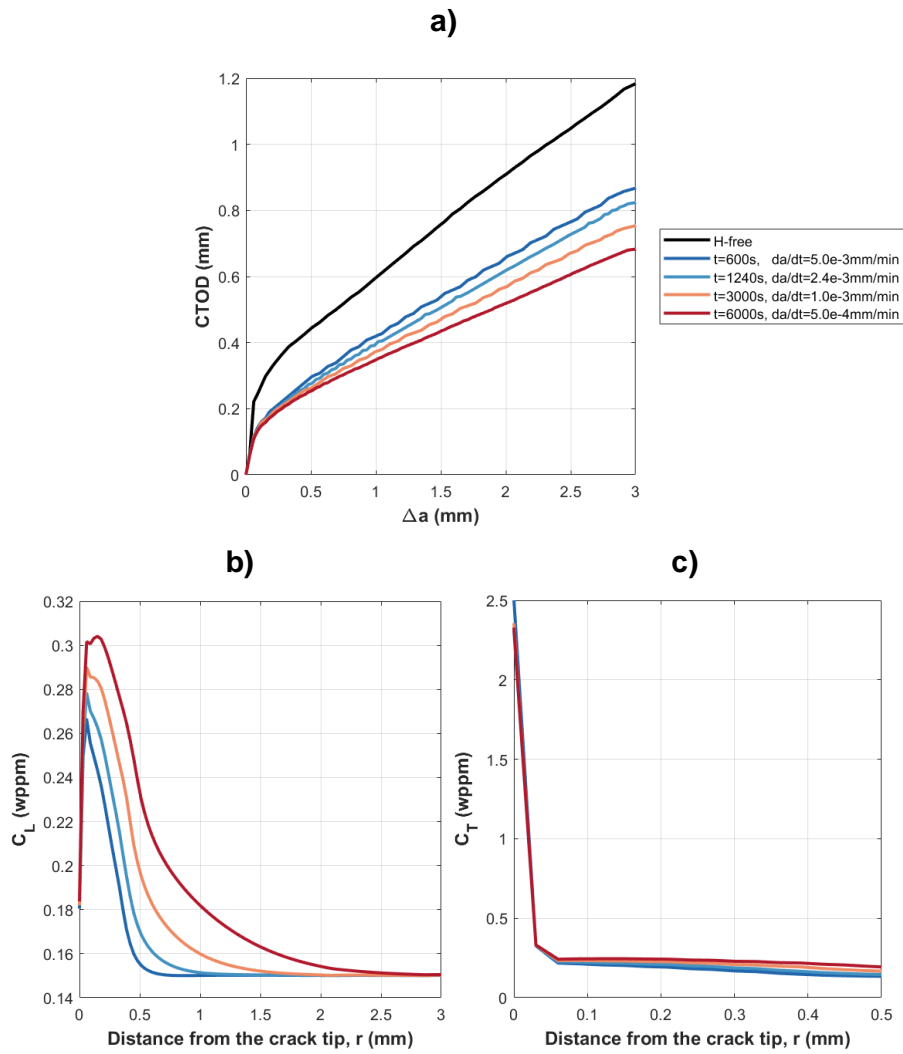 a)
1.2
1
0.8
0.6
0.4
0.2
0
CTOD (mm)
0 0.5 1 1.5 2 2.5 3
Δa (mm)
H-free
t=600s, da/dt=5.0e-3mm/min
t=1240s, da/dt=2.4e-3mm/min
t=3000s, da/dt=1.0e-3mm/min
t=6000s, da/dt=5.0e-4mm/min
b)
0.32
0.3
0.28
0.26
0.24
0.22
0.2
0.18
0.16
0.14
C_L (wppm)
0 0.5 1 1.5 2 2.5 3
Distance from the crack tip, r (mm)
c)
2.5
2
1.5
1
0.5
0
C_T (wppm)
0 0.1 0.2 0.3 0.4 0.5
Distance from the crack tip, r (mm)